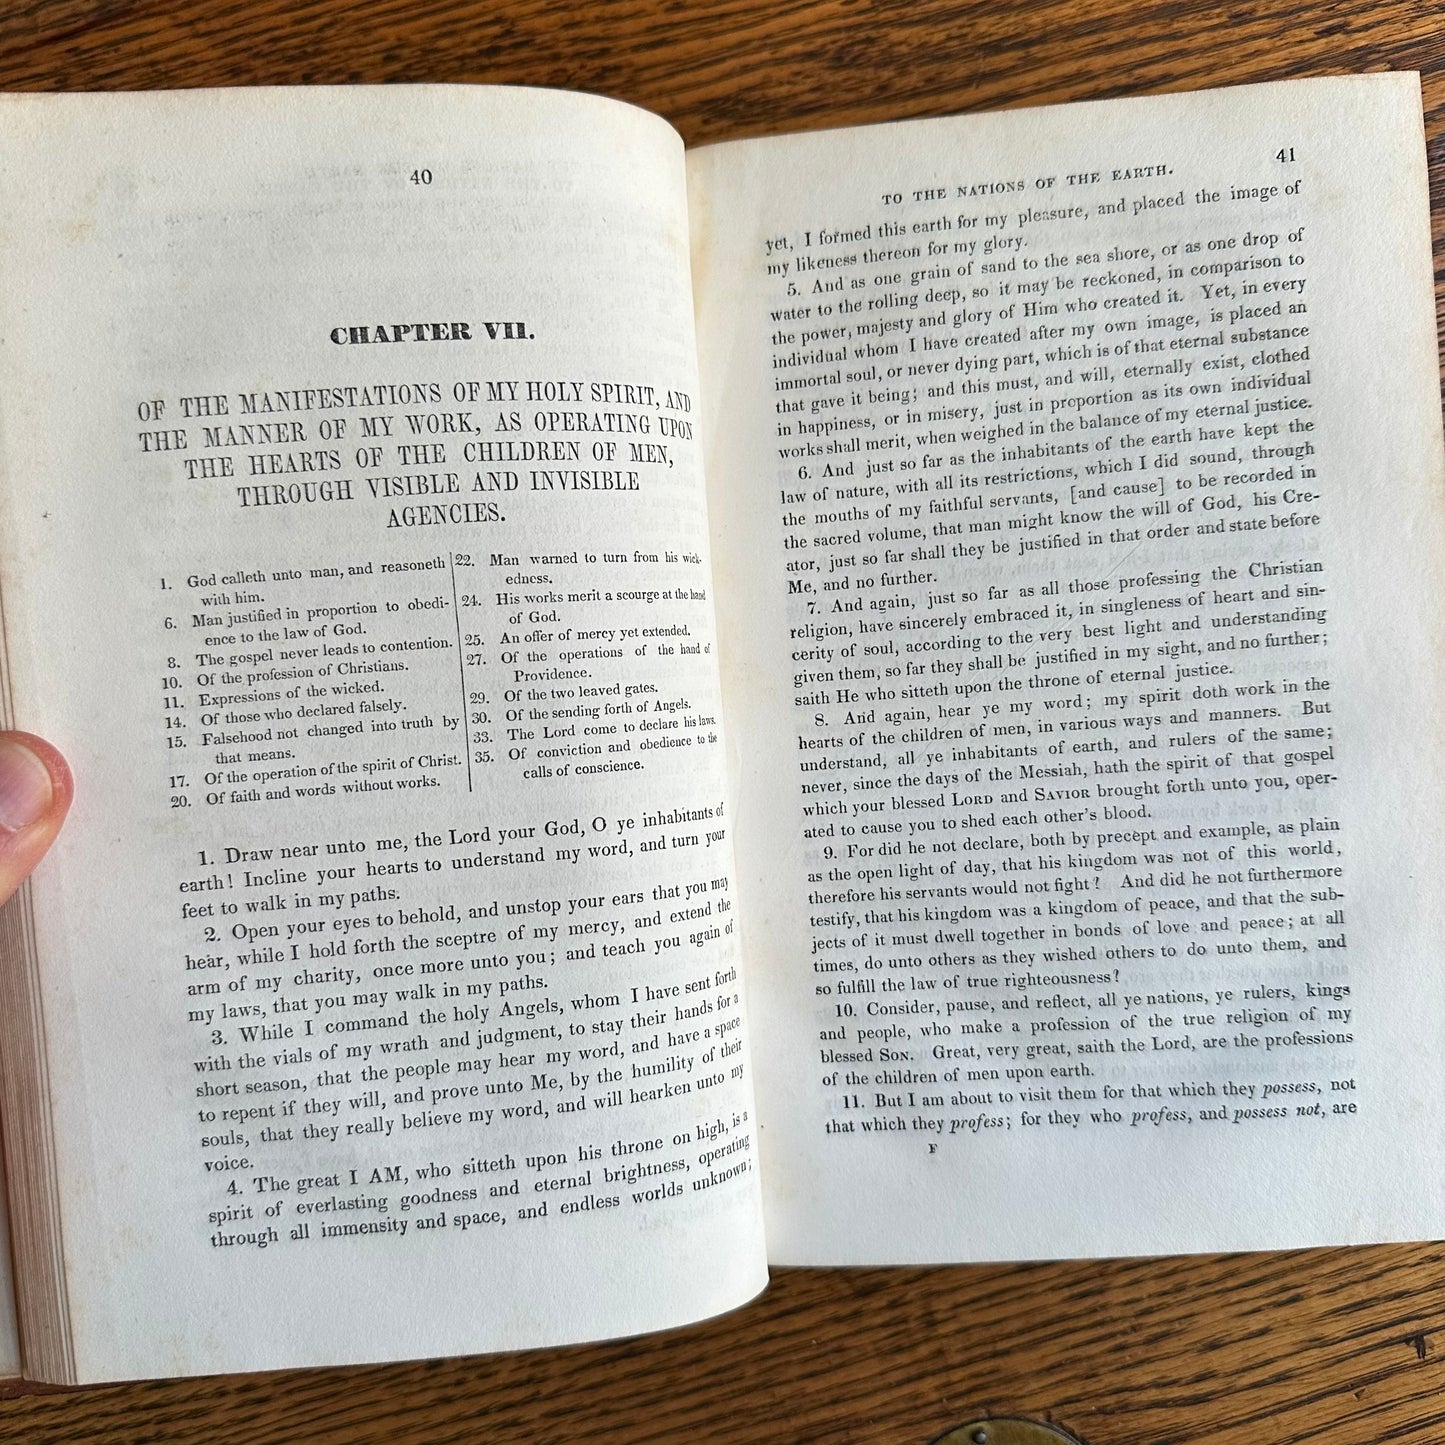 40
CHAPTER VII.
OF THE MANIFESTATIONS OF MY HOLY SPIRIT, AND
THE MANNER OF MY WORK, AS OPERATING UPON
THE HEARTS OF THE CHILDREN OF MEN,
THROUGH VISIBLE AND INVISIBLE
AGENCIES.
1. God calleth unto man, and reasoneth
with him.
6. Man justified in proportion to obedi-
ence to the law of God.
8. The gospel never leads to contention.
10. Of the profession of Christians.
11. Expressions of the wicked.
14. Of those who declared falsely.
15. Falsehood not changed into truth by
that means.
17. Of the operation of the spirit of Christ.
20. Of faith and words without works.
22. Man warned to turn from his wick-
edness.
24. His works merit a scourge at the hand
of God.
25. An offer of mercy yet extended.
27. Of the operations of the hand of
Providence.
29. Of the two leaved gates.
30. Of the sending forth of Angels.
33. The Lord come to declare his laws.
35. Of conviction and obedience to the
calls of conscience.
1. Draw near unto me, the Lord your God, O ye inhabitants of
earth! Incline your hearts to understand my word, and turn your
feet to walk in my paths.
2. Open your eyes to behold, and unstop your ears that you may
hear, while I hold forth the sceptre of my mercy, and extend the
arm of my charity, once more unto you; and teach you again of
my laws, that you may walk in my paths.
3. While I command the holy Angels, whom I have sent forth
with the vials of my wrath and judgment, to stay their hands for a
short season, that the people may hear my word, and have a space
to repent if they will, and prove unto Me, by the humility of their
souls, that they really believe my word, and will hearken unto my
voice.
4. The great I AM, who sitteth upon his throne on high, is a
spirit of everlasting goodness and eternal brightness, operating
through all immensity and space, and endless worlds unknown;
TO THE NATIONS OF THE EARTH. 41
yet, I formed this earth for my pleasure, and placed the image of
my likeness thereon for my glory.
5. And as one grain of sand to the sea shore, or as one drop of
water to the rolling deep, so it may be reckoned, in comparison to
the power, majesty and glory of Him who created it. Yet, in every
individual whom I have created after my own image, is placed an
immortal soul, or never dying part, which is of that eternal substance
that gave it being; and this must, and will, eternally exist, clothed
in happiness, or in misery, just in proportion as its own individual
works shall merit, when weighed in the balance of my eternal justice.
6. And just so far as the inhabitants of the earth have kept the
law of nature, with all its restrictions, which I did sound, through
the mouths of my faithful servants, [and cause] to be recorded in
the sacred volume, that man might know the will of God, his Cre-
ator, just so far shall they be justified in that order and state before
Me, and no further.
7. And again, just so far as all those professing the Christian
religion, have sincerely embraced it, in singleness of heart and sin-
cerity of soul, according to the very best light and understanding
given them, so far they shall be justified in my sight, and no further;
saith He who sitteth upon the throne of eternal justice.
8. And again, hear ye my word; my spirit doth work in the
hearts of the children of men, in various ways and manners. But
understand, all ye inhabitants of earth, and rulers of the same;
never, since the days of the Messiah, hath the spirit of that gospel
which your blessed LORD and SAVIOR brought forth unto you, oper-
ated to cause you to shed each other's blood.
9. For did he not declare, both by precept and example, as plain
as the open light of day, that his kingdom was not of this world,
therefore his servants would not fight? And did he not furthermore
testify, that his kingdom was a kingdom of peace, and that the sub-
jects of it must dwell together in bonds of love and peace; at all
times, do unto others as they wished others to do unto them, and
so fulfill the law of true righteousness?
10. Consider, pause, and reflect, all ye nations, ye rulers, kings
and people, who make a profession of the true religion of my
blessed SON. Great, very great, saith the Lord, are the professions
of the children of men upon earth.
11. But I am about to visit them for that which they possess, not
that which they profess; for they who profess, and possess not, are
F